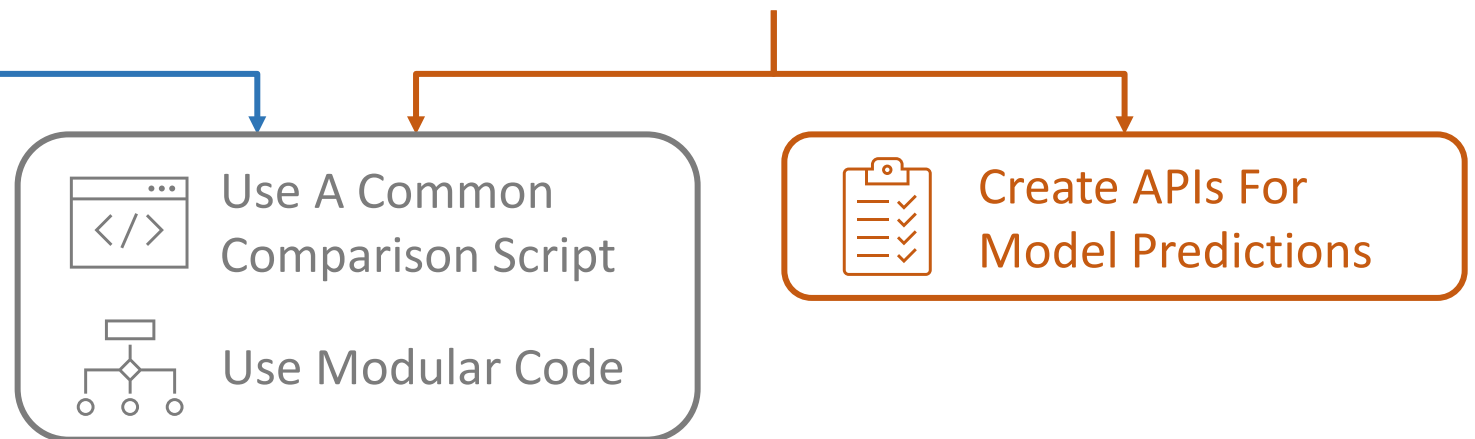 Use A Common
Comparison Script
Use Modular Code
Create APIs For
Model Predictions